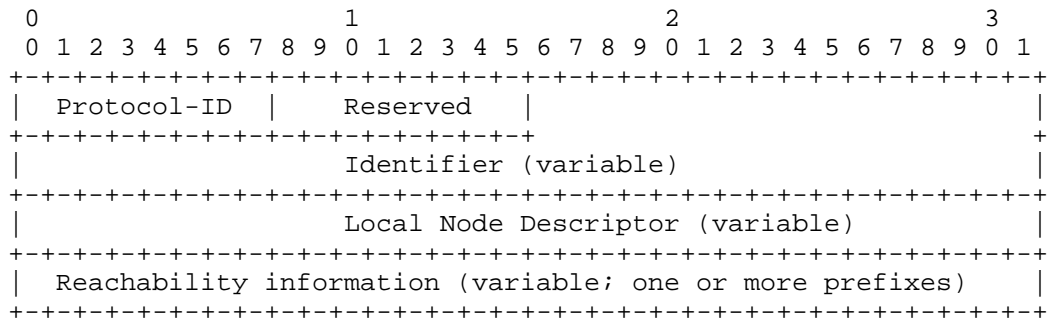 0                   1                   2                   3
 0 1 2 3 4 5 6 7 8 9 0 1 2 3 4 5 6 7 8 9 0 1 2 3 4 5 6 7 8 9 0 1
+-+-+-+-+-+-+-+-+-+-+-+-+-+-+-+-+-+-+-+-+-+-+-+-+-+-+-+-+-+-+-+-+
|  Protocol-ID  |    Reserved   |                               |
+-+-+-+-+-+-+-+-+-+-+-+-+-+-+-+-+                               +
|                    Identifier (variable)                      |
+-+-+-+-+-+-+-+-+-+-+-+-+-+-+-+-+-+-+-+-+-+-+-+-+-+-+-+-+-+-+-+-+
|                    Local Node Descriptor (variable)           |
+-+-+-+-+-+-+-+-+-+-+-+-+-+-+-+-+-+-+-+-+-+-+-+-+-+-+-+-+-+-+-+-+
|  Reachability information (variable; one or more prefixes)    |
+-+-+-+-+-+-+-+-+-+-+-+-+-+-+-+-+-+-+-+-+-+-+-+-+-+-+-+-+-+-+-+-+